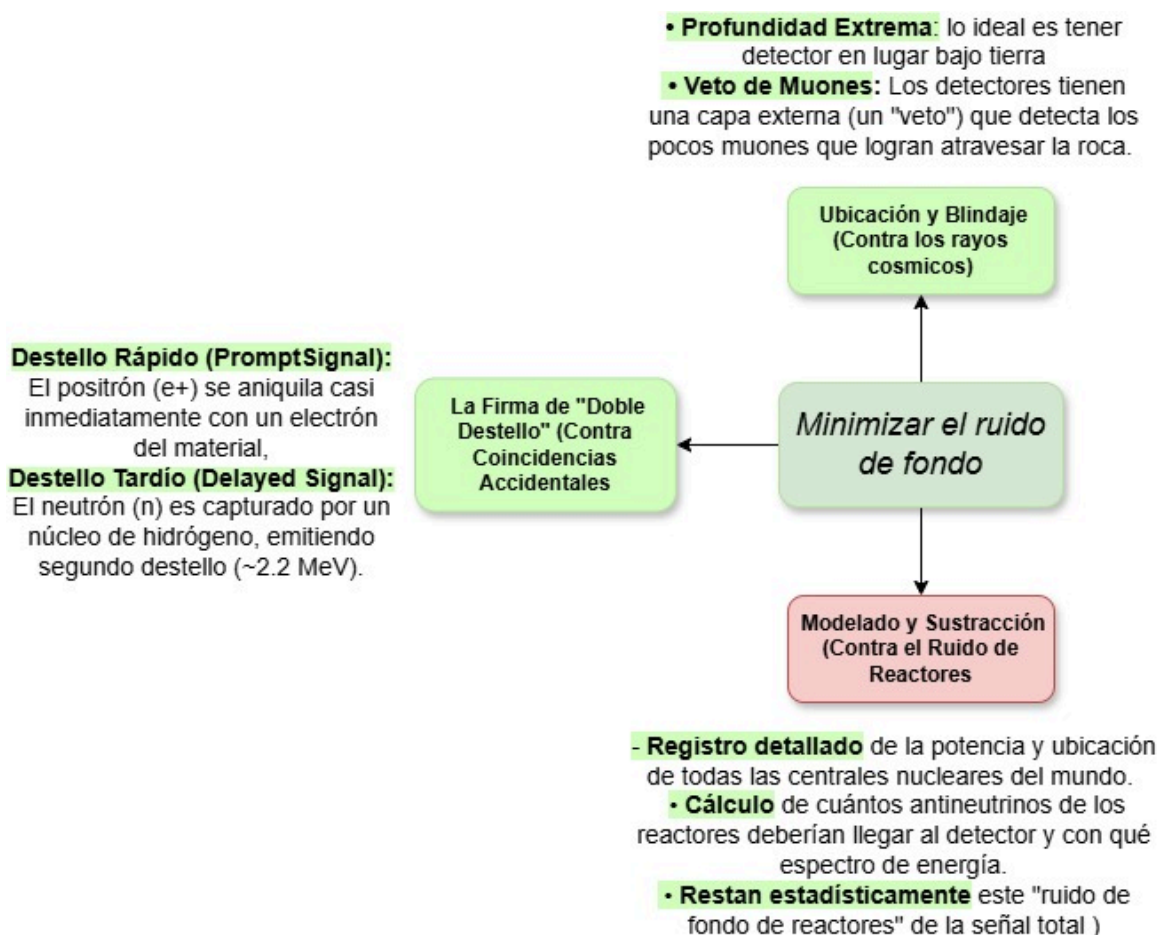 • Profundidad Extrema: lo ideal es tener
detector en lugar bajo tierra
• Veto de Muones: Los detectores tienen
una capa externa (un "veto") que detecta los
pocos muones que logran atravesar la roca.
Ubicación y Blindaje
(Contra los rayos
cosmicos)
Destello Rápido (PromptSignal):
El positrón (e+) se aniquila casi
inmediatamente con un electrón
del material,
Destello Tardío (Delayed Signal):
El neutrón (n) es capturado por un
núcleo de hidrógeno, emitiendo
segundo destello (~2.2 MeV).
La Firma de "Doble
Destello" (Contra
Coincidencias
Accidentales
Minimizar el ruido
de fondo
Modelado y Sustracción
(Contra el Ruido de
Reactores
- Registro detallado de la potencia y ubicación
de todas las centrales nucleares del mundo.
• Cálculo de cuántos antineutrinos de los
reactores deberían llegar al detector y con qué
espectro de energía.
• Restan estadísticamente este "ruido de
fondo de reactores" de la señal total )